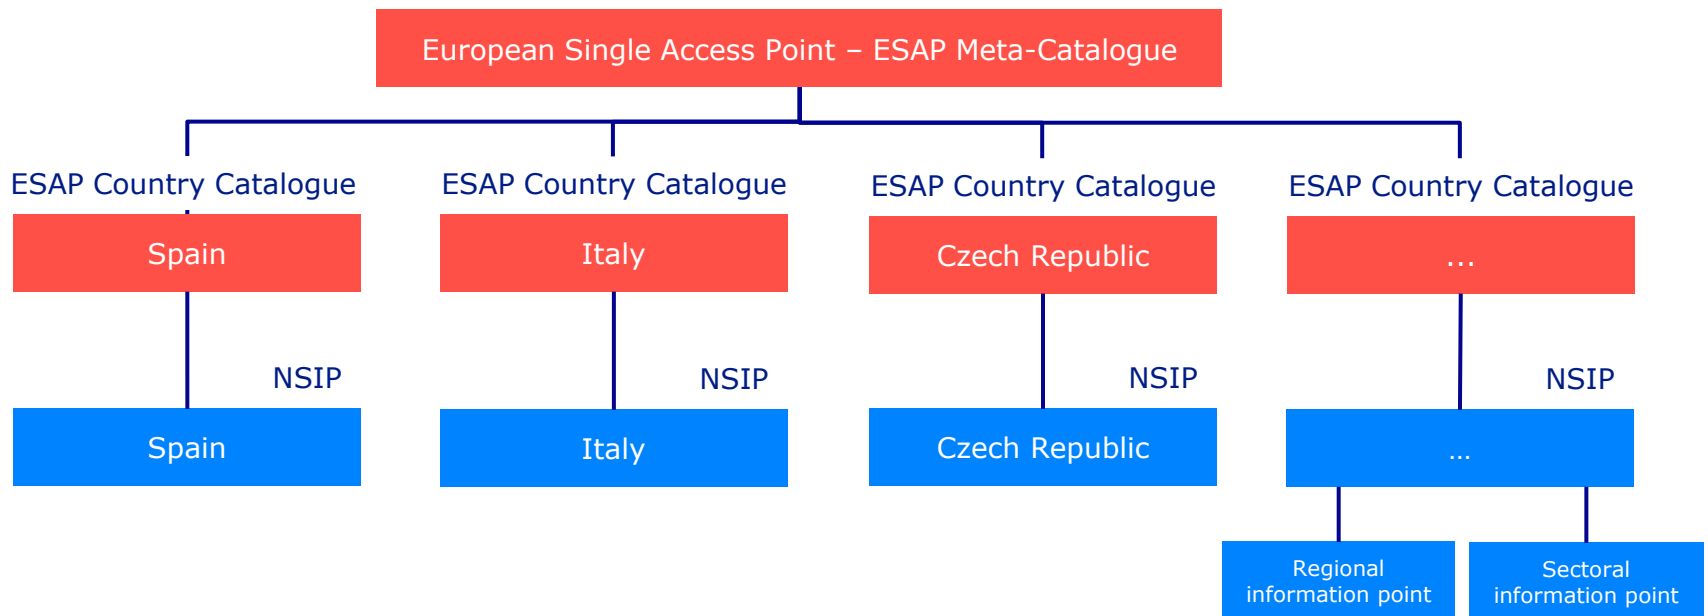 European Single Access Point – ESAP Meta-Catalogue
ESAP Country Catalogue
ESAP Country Catalogue
ESAP Country Catalogue
ESAP Country Catalogue
Spain
Italy
Czech Republic
...
NSIP
NSIP
NSIP
NSIP
Spain
Italy
Czech Republic
...
Regional
information point
Sectoral
information point